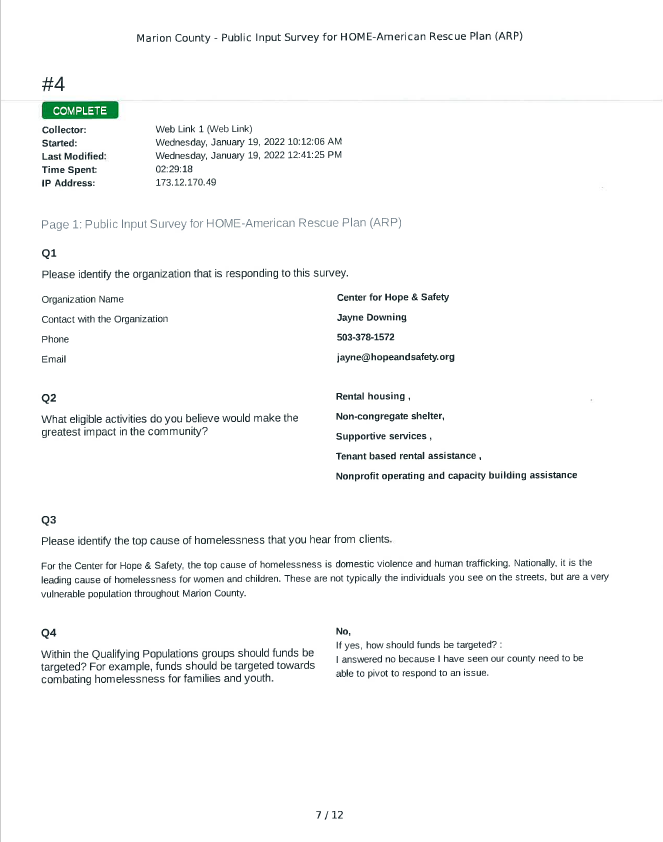 Marion County - Public Input Survey for HOME-American Rescue Plan (ARP)
#4
COMPLETE
Collector: Web Link 1 (Web Link)
Started: Wednesday, January 19, 2022 10:12:06 AM
Last Modified: Wednesday, January 19, 2022 12:41:25 PM
Time Spent: 02:29:18
IP Address: 173.12.170.49
Page 1: Public Input Survey for HOME-American Rescue Plan (ARP)
Q1
Please identify the organization that is responding to this survey.
Organization Name Center for Hope & Safety
Contact with the Organization Jayne Downing
Phone 503-378-1572
Email jayne@hopeandsafety.org
Q2
What eligible activities do you believe would make the
greatest impact in the community?
Rental housing ,
Non-congregate shelter,
Supportive services ,
Tenant based rental assistance ,
Nonprofit operating and capacity building assistance
Q3
Please identify the top cause of homelessness that you hear from clients.
For the Center for Hope & Safety, the top cause of homelessness is domestic violence and human trafficking. Nationally, it is the
leading cause of homelessness for women and children. These are not typically the individuals you see on the streets, but are a very
vulnerable population throughout Marion County.
Q4
Within the Qualifying Populations groups should funds be
targeted? For example, funds should be targeted towards
combating homelessness for families and youth.
No,
If yes, how should funds be targeted? :
I answered no because I have seen our county need to be
able to pivot to respond to an issue.
7 / 12